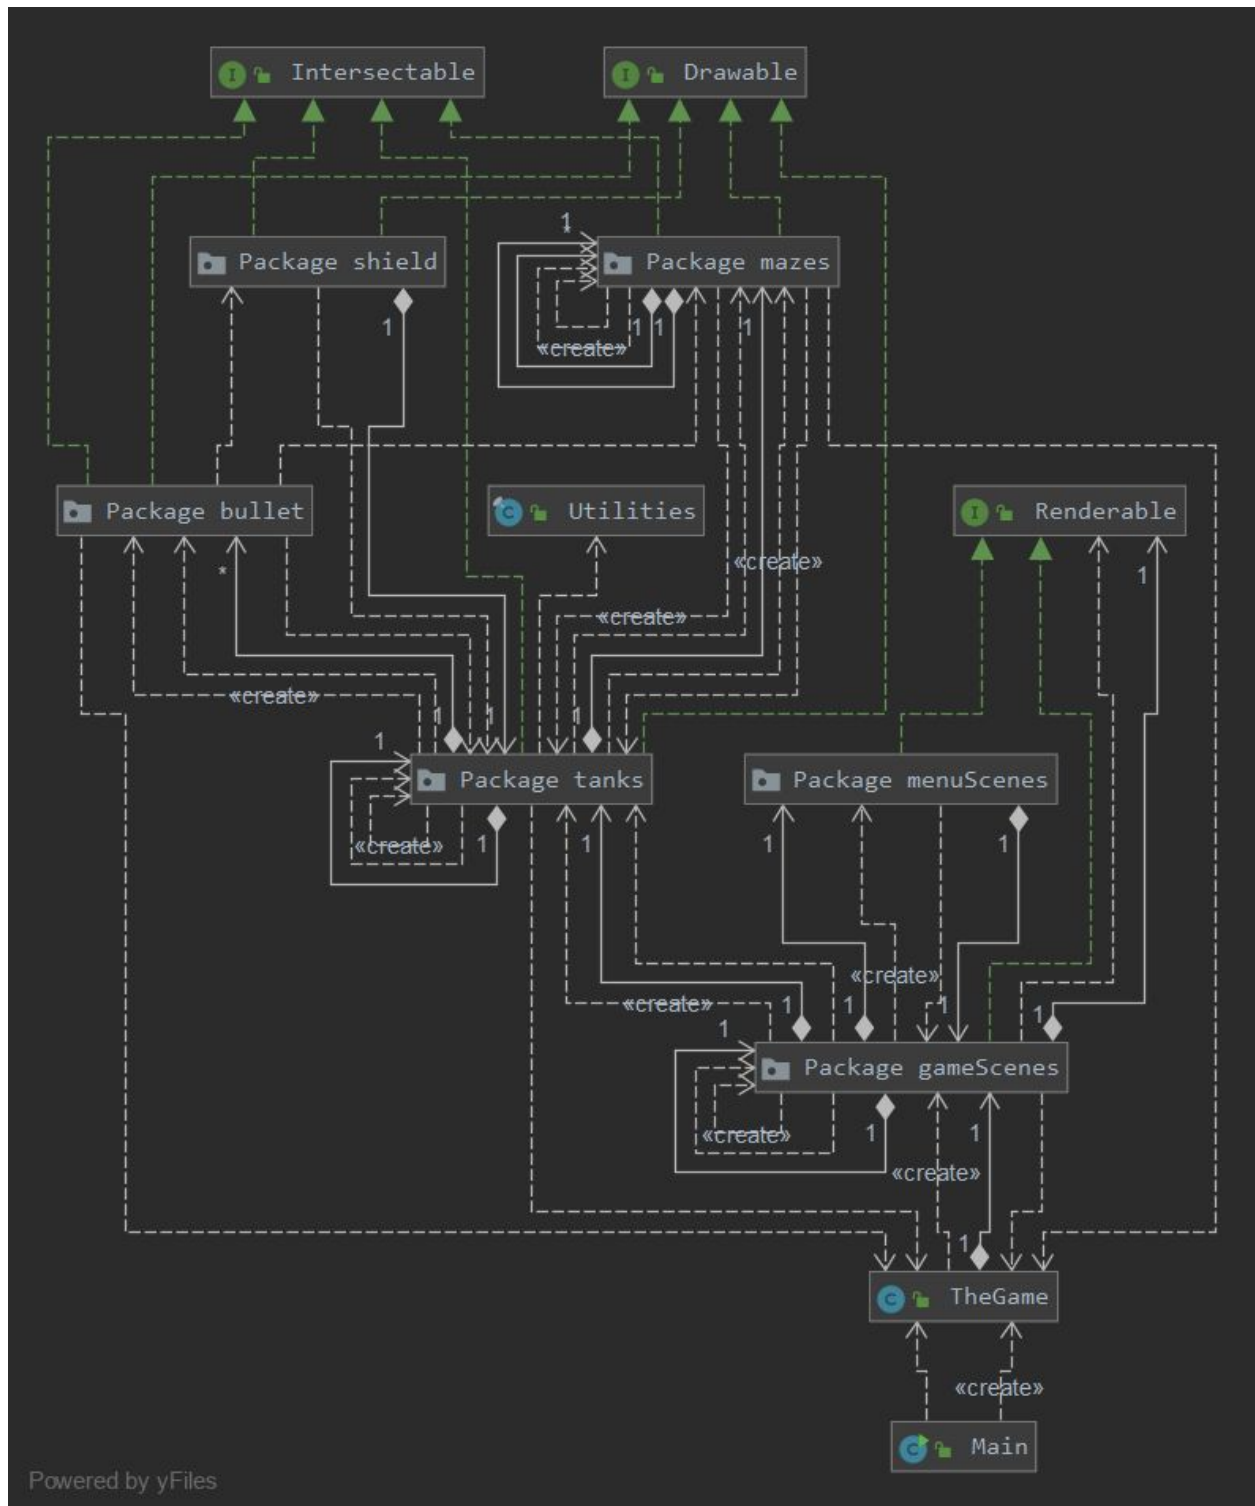 Intersectable
Drawable
1
*
Package shield
Package mazes
1
1 1
1
«create»
Package bullet
Utilities
Renderable
*
«create»
1
«create»
«create»
1
1
1
1
Package tanks
Package menuScenes
«create»
1
1
1
1
«create»
«create»
1
1
1
1
1
Package gameScenes
«create»
1
1
«create»
1
TheGame
«create»
Main
Powered by yFiles